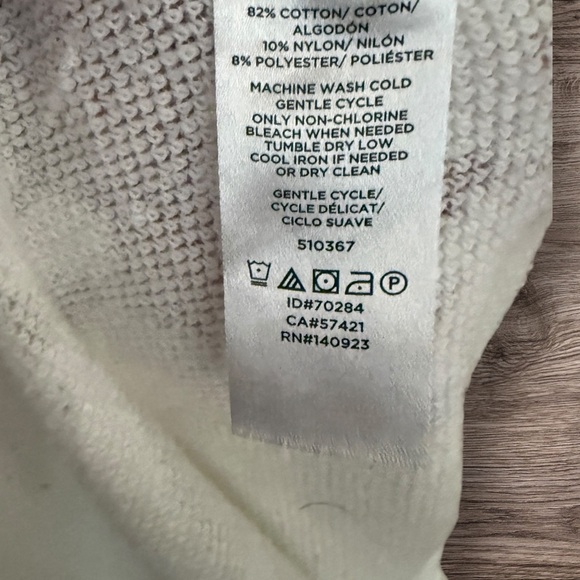 82% COTTON/ COTON/
ALGODÓN
10% NYLON/ NILÓN
8% POLYESTER/ POLIÉSTER
MACHINE WASH COLD
GENTLE CYCLE
ONLY NON-CHLORINE
BLEACH WHEN NEEDED
TUMBLE DRY LOW
COOL IRON IF NEEDED
OR DRY CLEAN
GENTLE CYCLE/
CYCLE DÉLICAT/
CICLO SUAVE
510367
P
ID#70284
CA#57421
RN#140923